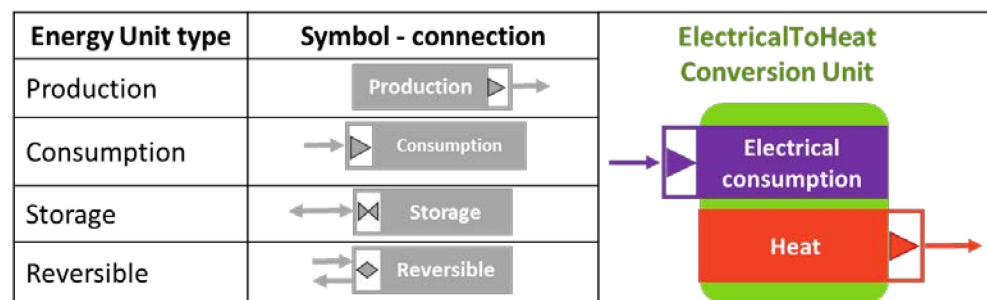 Energy Unit type
Symbol - connection
ElectricalToHeat
Conversion Unit
Production
Production
Consumption
Consumption
Storage
Storage
Reversible
Reversible
Electrical
consumption
Heat